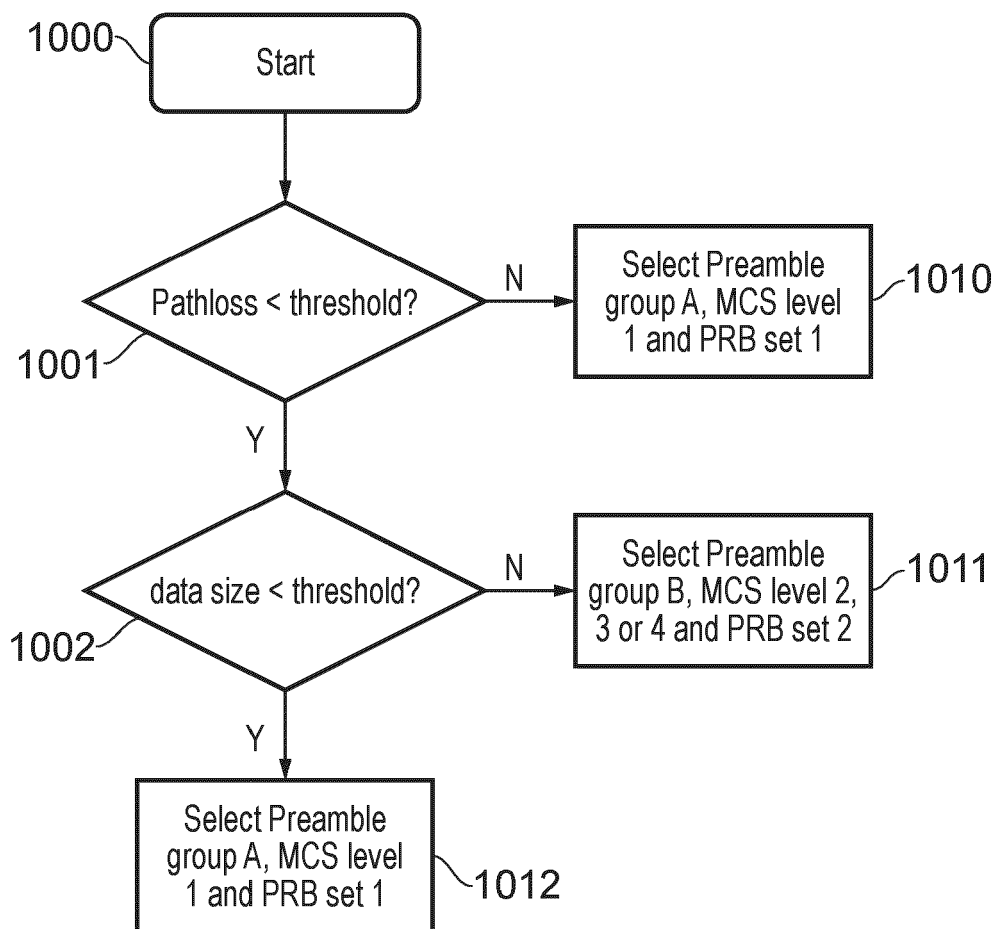 1000
Start
Pathloss < threshold?
1001
N
Select Preamble
group A, MCS level
1 and PRB set 1
1010
Y
data size < threshold?
1002
N
Select Preamble
group B, MCS level 2,
3 or 4 and PRB set 2
1011
Y
Select Preamble
group A, MCS level
1 and PRB set 1
1012